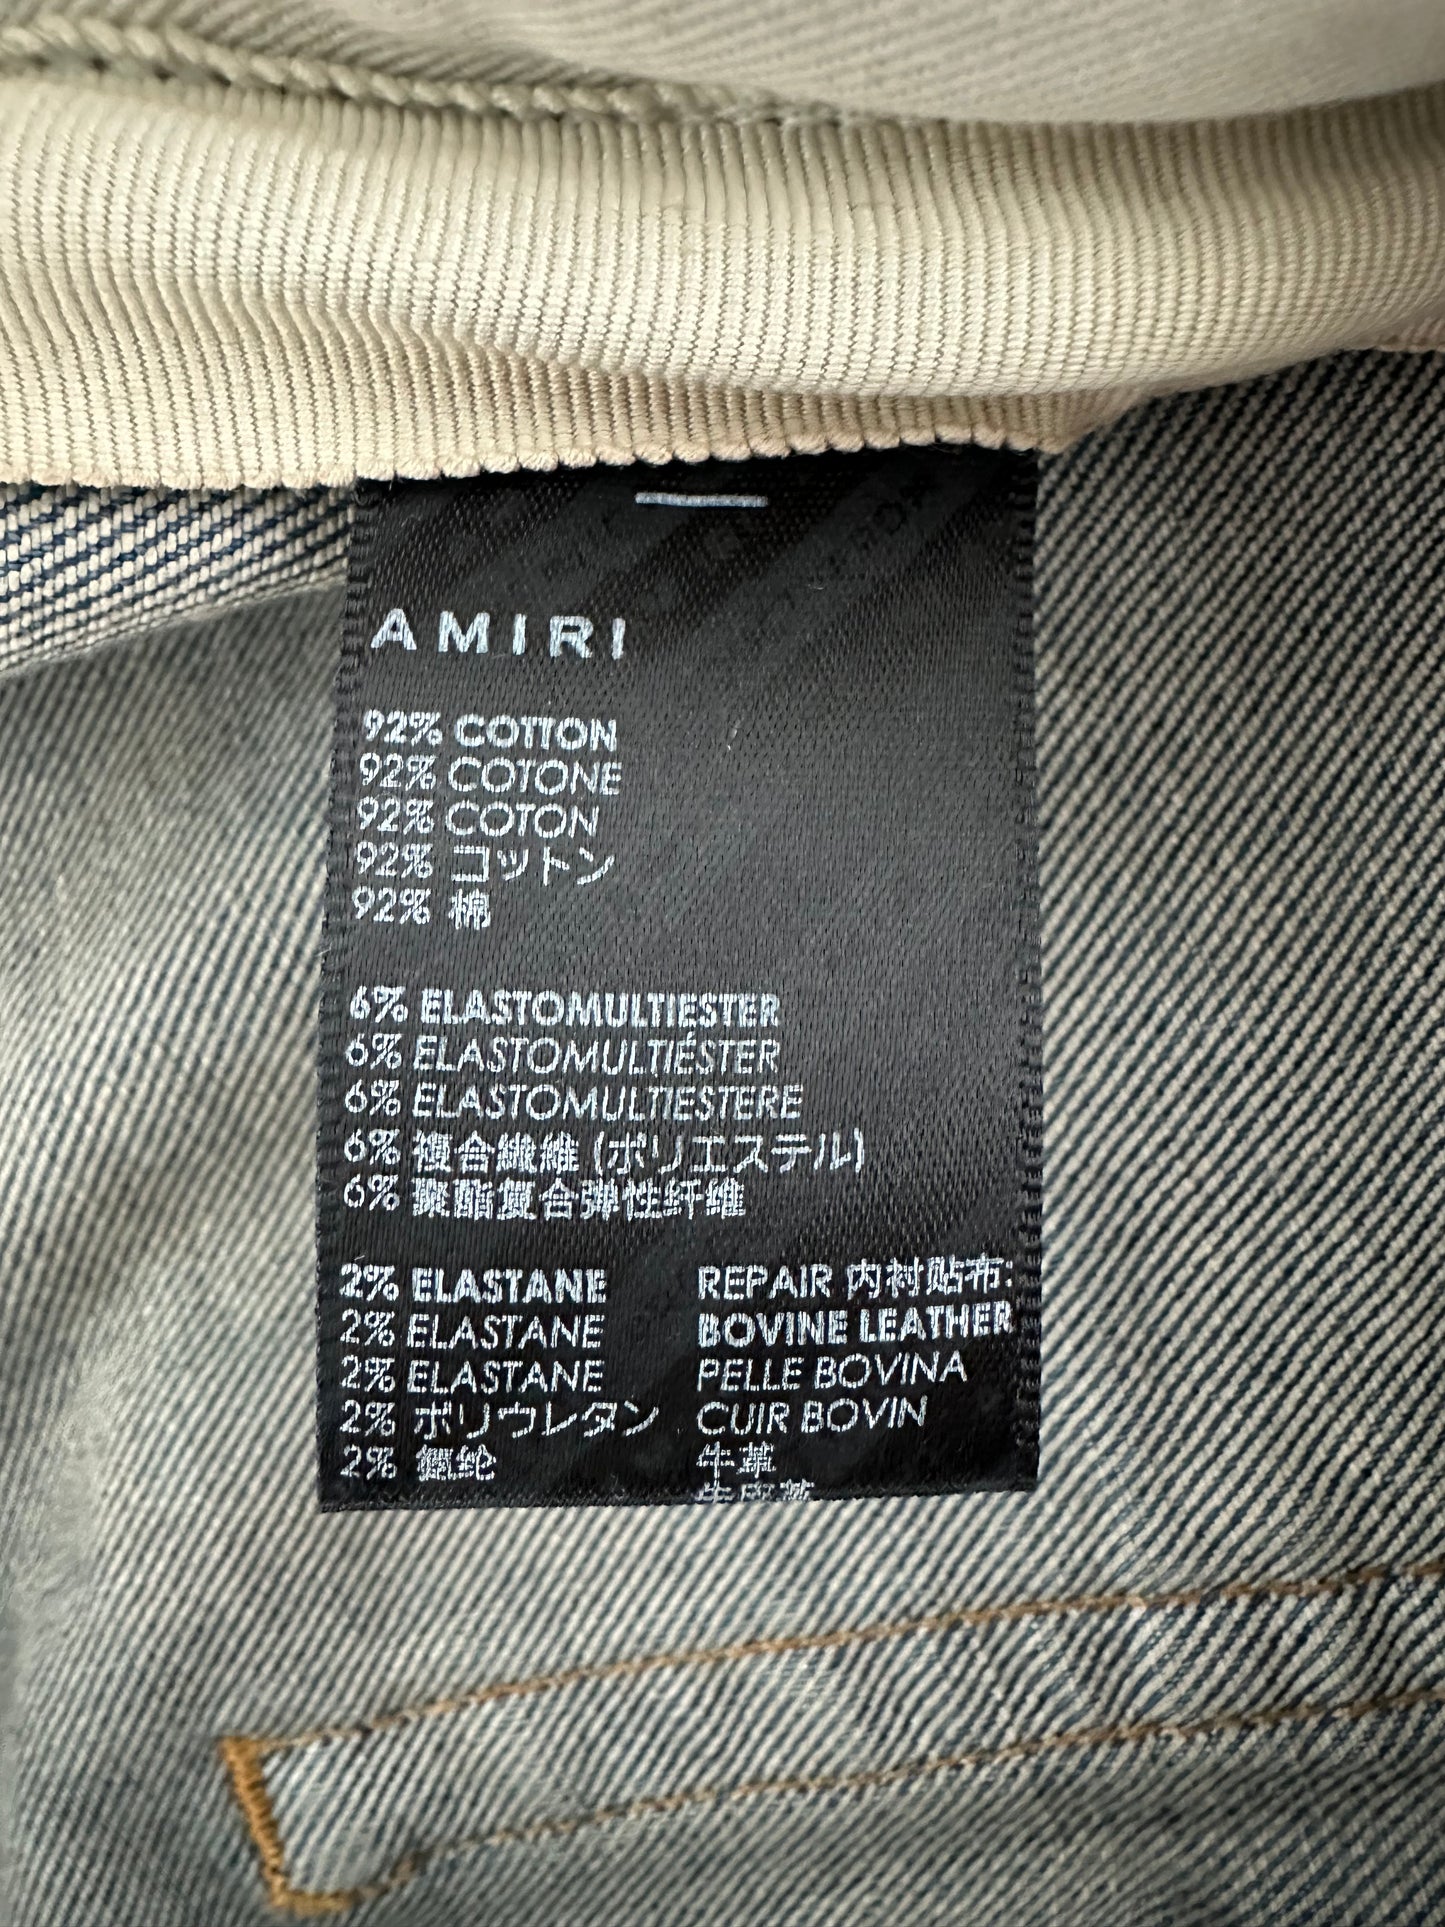 AMIRI
92% COTTON
92% COTONE
92% COTON
92% コットン
92% 棉
6% ELASTOMULTIESTER
6% ELASTOMULTIÉSTER
6% ELASTOMULTIESTERE
6% 複合繊維 (ポリエステル)
6% 聚酯复合弹性纤维
2% ELASTANE
2% ELASTANE
2% ELASTANE
2% ポリウレタン
2% 氨纶
REPAIR 内衬贴布:
BOVINE LEATHER
PELLE BOVINA
CUIR BOVIN
牛革